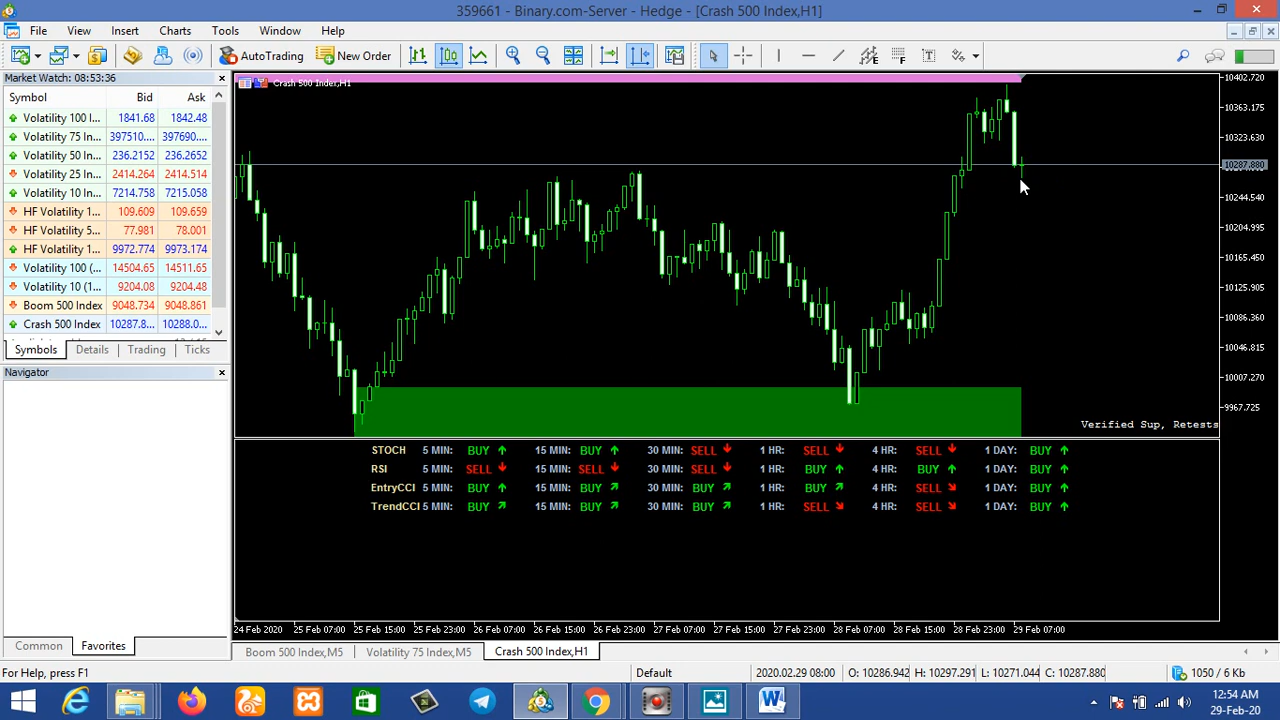 359661 - Binary.com-Server - Hedge - [Crash 500 Index,H1]
File View Insert Charts Tools Window Help
AutoTrading New Order
Market Watch: 08:53:36
Symbol Bid Ask
Volatility 100 I... 1841.68 1842.48
Volatility 75 In... 397510.... 397690....
Volatility 50 In... 236.2152 236.2652
Volatility 25 In... 2414.264 2414.514
Volatility 10 In... 7214.758 7215.058
HF Volatility 1... 109.609 109.659
HF Volatility 5... 77.981 78.001
HF Volatility 1... 9972.774 9973.174
Volatility 100 (... 14504.65 14511.65
Volatility 10 (1... 9204.08 9204.48
Boom 500 Index 9048.734 9048.861
Crash 500 Index 10287.8... 10288.0...
Symbols Details Trading Ticks
Navigator
Common Favorites
Crash 500 Index,H1
10402.720
10363.175
10323.630
10287.880
10244.540
10204.995
10165.450
10125.905
10086.360
10046.815
10007.270
9967.725
Verified Sup, Retests
STOCH 5 MIN: BUY 15 MIN: BUY 30 MIN: SELL 1 HR: SELL 4 HR: SELL 1 DAY: BUY
RSI 5 MIN: SELL 15 MIN: SELL 30 MIN: SELL 1 HR: BUY 4 HR: BUY 1 DAY: BUY
EntryCCI 5 MIN: BUY 15 MIN: BUY 30 MIN: BUY 1 HR: BUY 4 HR: SELL 1 DAY: BUY
TrendCCI 5 MIN: BUY 15 MIN: BUY 30 MIN: BUY 1 HR: SELL 4 HR: SELL 1 DAY: BUY
24 Feb 2020 25 Feb 07:00 25 Feb 15:00 25 Feb 23:00 26 Feb 07:00 26 Feb 15:00 26 Feb 23:00 27 Feb 07:00 27 Feb 15:00 27 Feb 23:00 28 Feb 07:00 28 Feb 15:00 28 Feb 23:00 29 Feb 07:00
Boom 500 Index,M5 Volatility 75 Index,M5 Crash 500 Index,H1
For Help, press F1 Default 2020.02.29 08:00 O: 10286.942 H: 10297.291 L: 10271.044 C: 10287.880 1050 / 6 Kb
12:54 AM
29-Feb-20